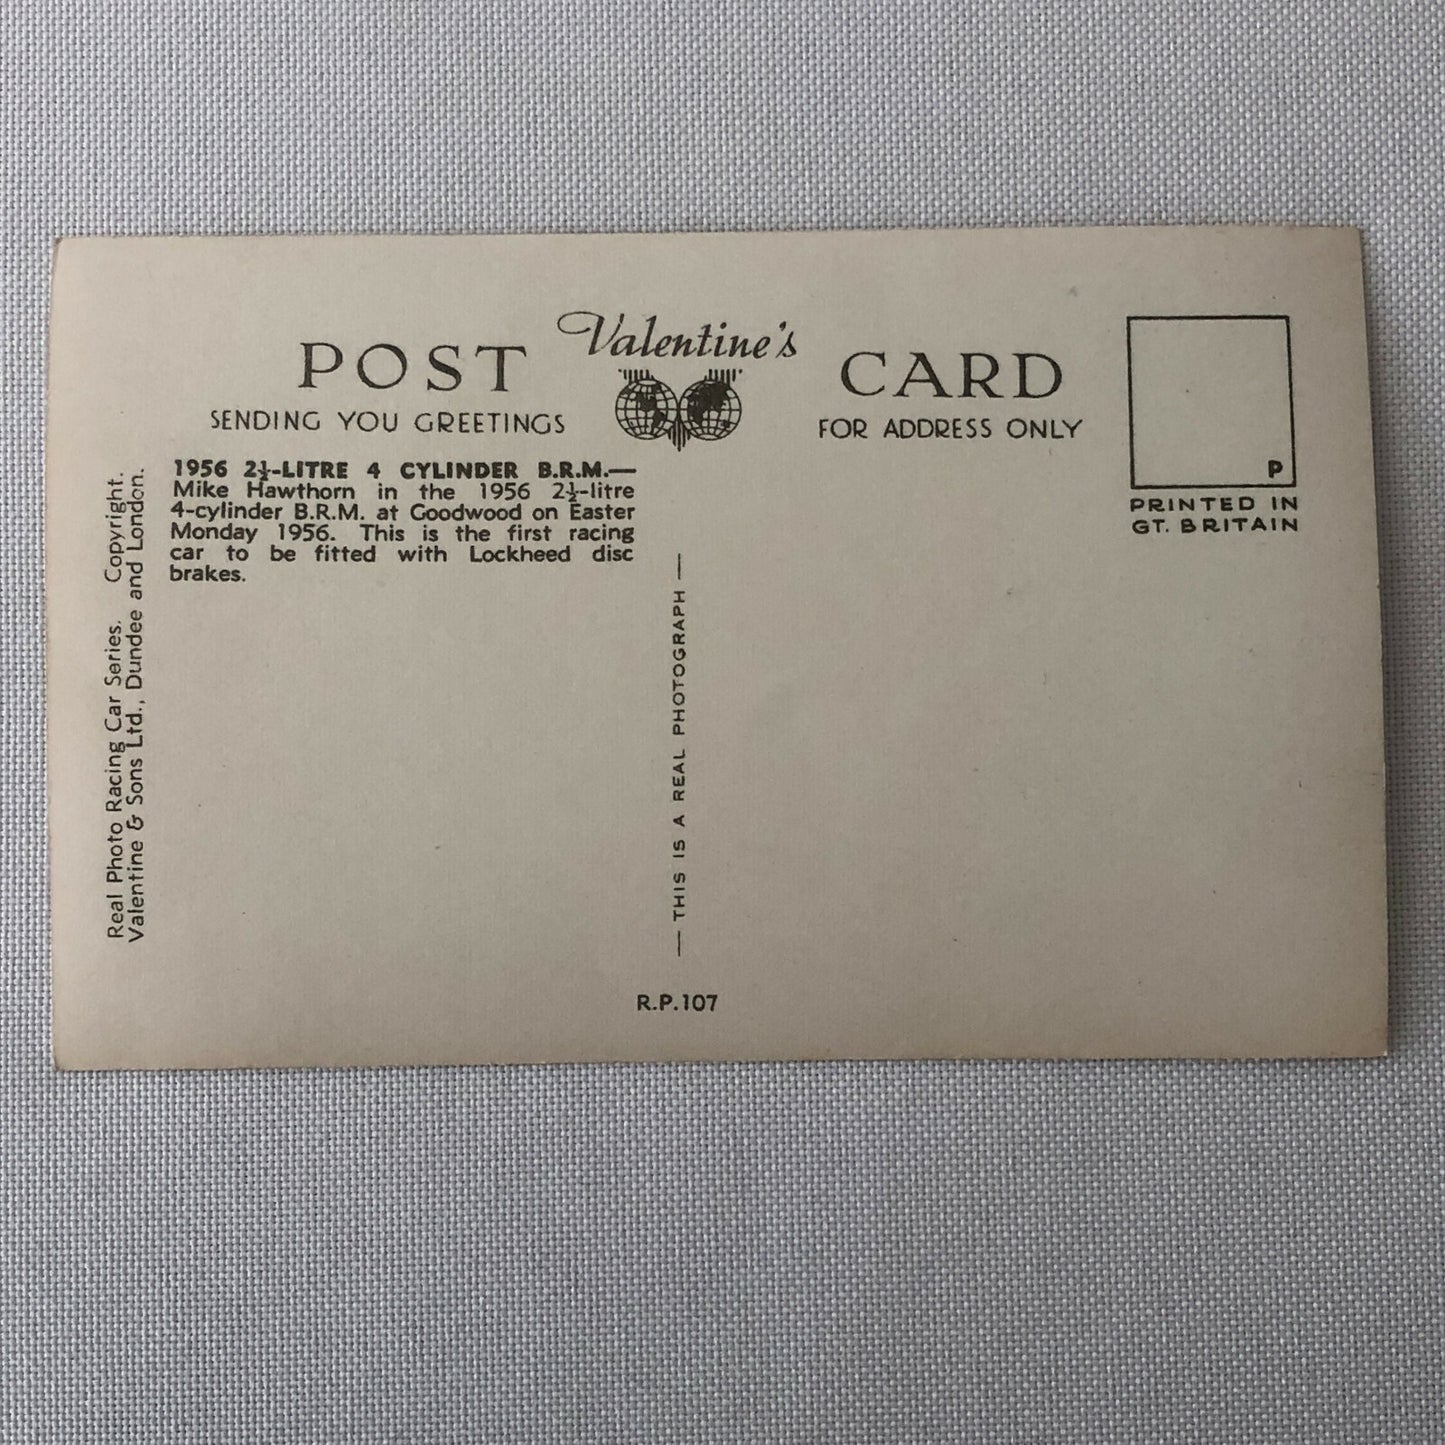 POST Valentine's CARD
SENDING YOU GREETINGS
FOR ADDRESS ONLY
P
PRINTED IN
GT. BRITAIN
1956 2½-LITRE 4 CYLINDER B.R.M.—
Mike Hawthorn in the 1956 2½-litre
4-cylinder B.R.M. at Goodwood on Easter
Monday 1956. This is the first racing
car to be fitted with Lockheed disc
brakes.
Real Photo Racing Car Series. Copyright.
Valentine & Sons Ltd., Dundee and London.
— THIS IS A REAL PHOTOGRAPH —
R.P.107